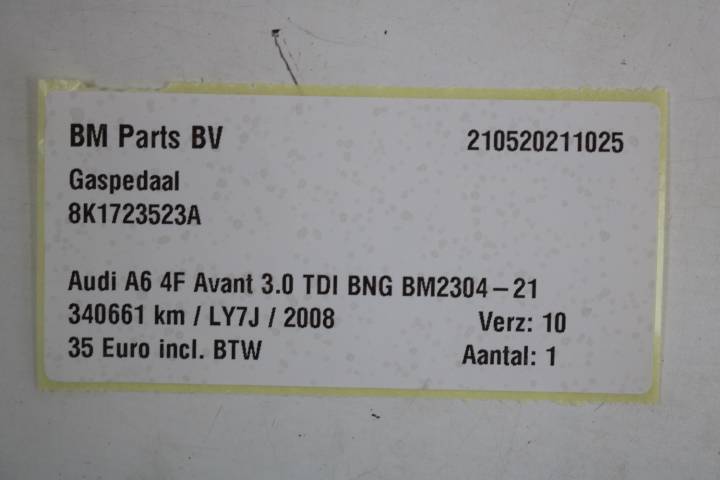 BM Parts BV 210520211025
Gaspedaal
8K1723523A
Audi A6 4F Avant 3.0 TDI BNG BM2304-21
340661 km / LY7J / 2008 Verz: 10
35 Euro incl. BTW Aantal: 1